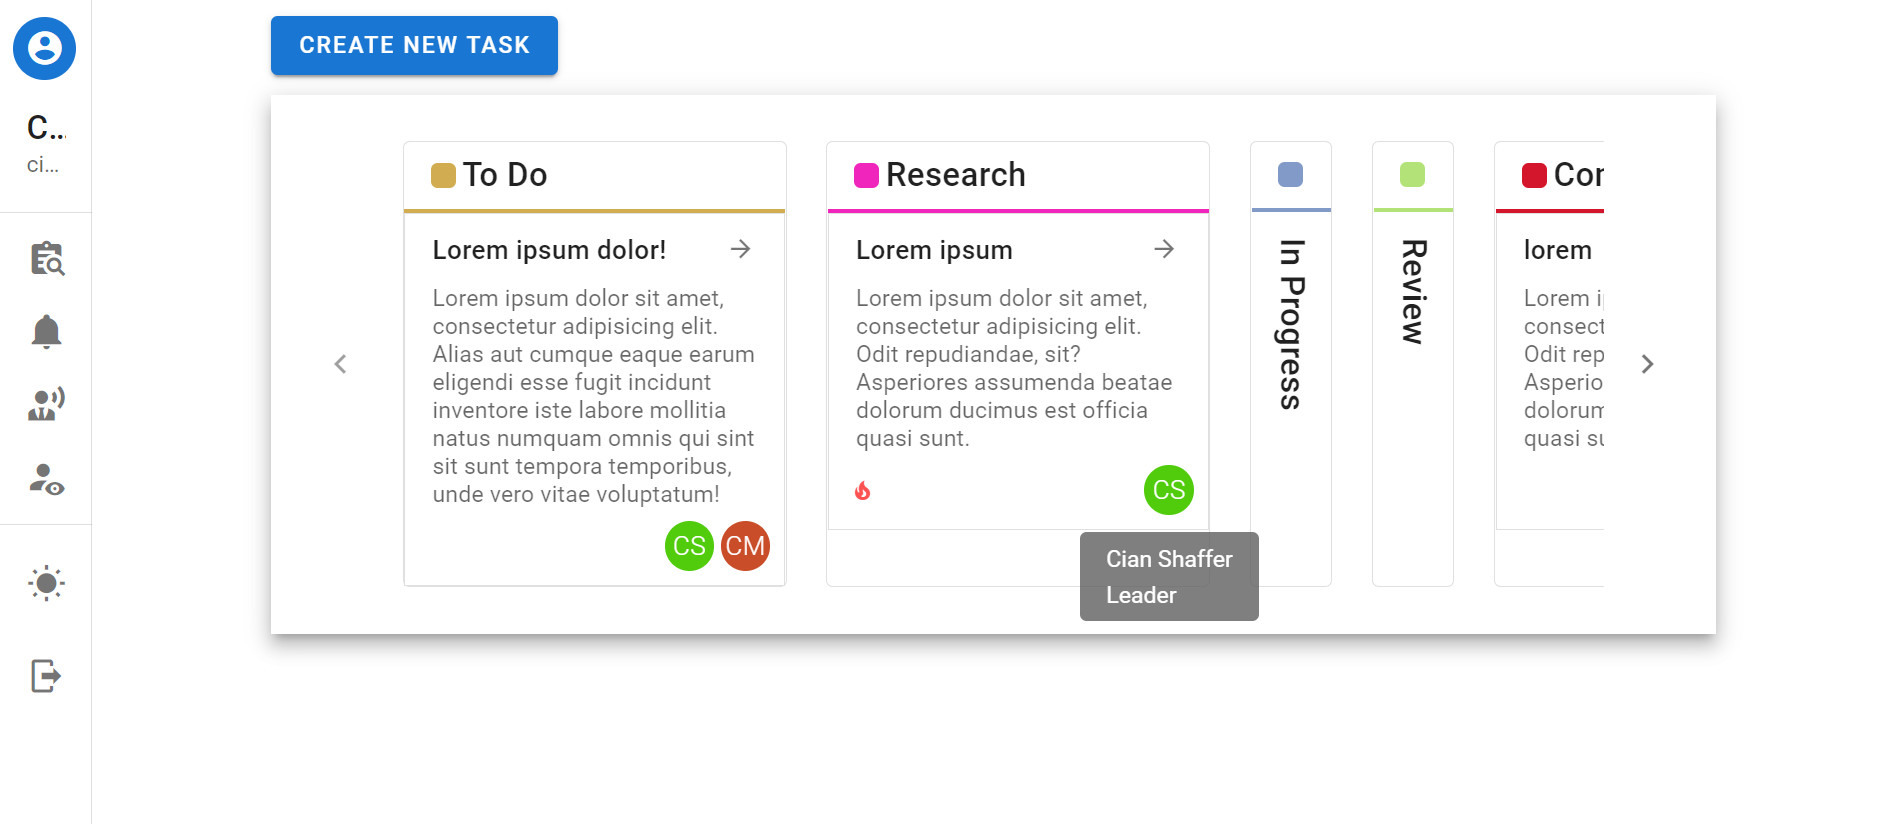 CREATE NEW TASK
C...
ci...
To Do
Lorem ipsum dolor!
Lorem ipsum dolor sit amet,
consectetur adipisicing elit.
Alias aut cumque eaque earum
eligendi esse fugit incidunt
inventore iste labore mollitia
natus numquam omnis qui sint
sit sunt tempora temporibus,
unde vero vitae voluptatum!
CS CM
Research
Lorem ipsum
Lorem ipsum dolor sit amet,
consectetur adipisicing elit.
Odit repudiandae, sit?
Asperiores assumenda beatae
dolorum ducimus est officia
quasi sunt.
CS
Cian Shaffer
Leader
In Progress
Review
Cor
lorem
Lorem i
consect
Odit rep
Asperio
dolorum
quasi su